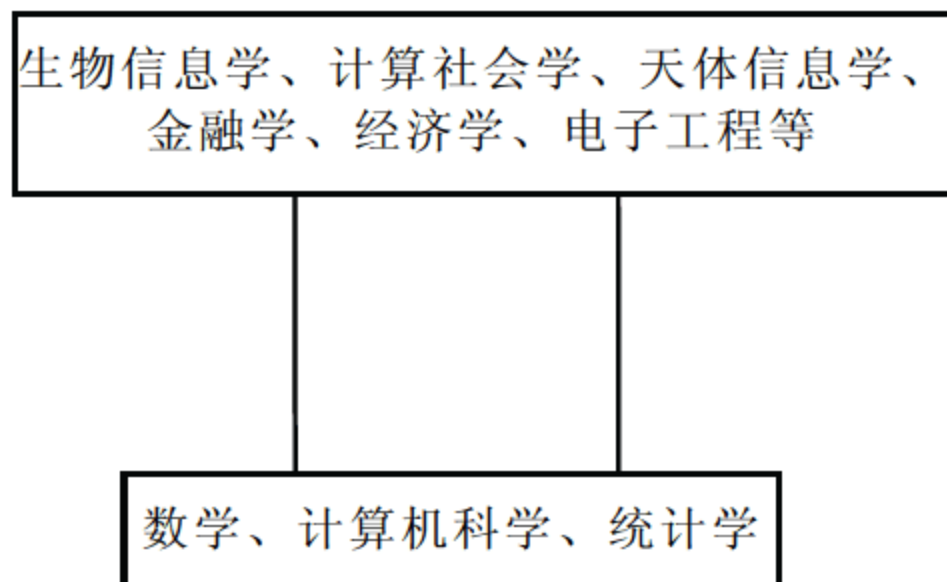 生物信息学、计算社会学、天体信息学、
金融学、经济学、电子工程等
数学、计算机科学、统计学